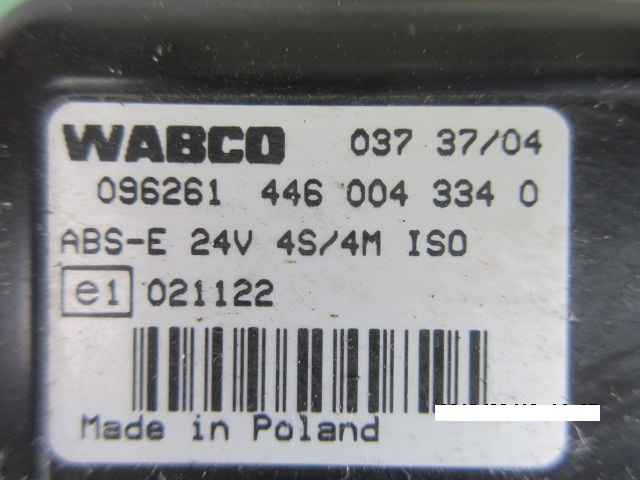 WABCO 037 37/04
096261 446 004 334 0
ABS-E 24V 4S/4M ISO
e1 021122
Made in Poland